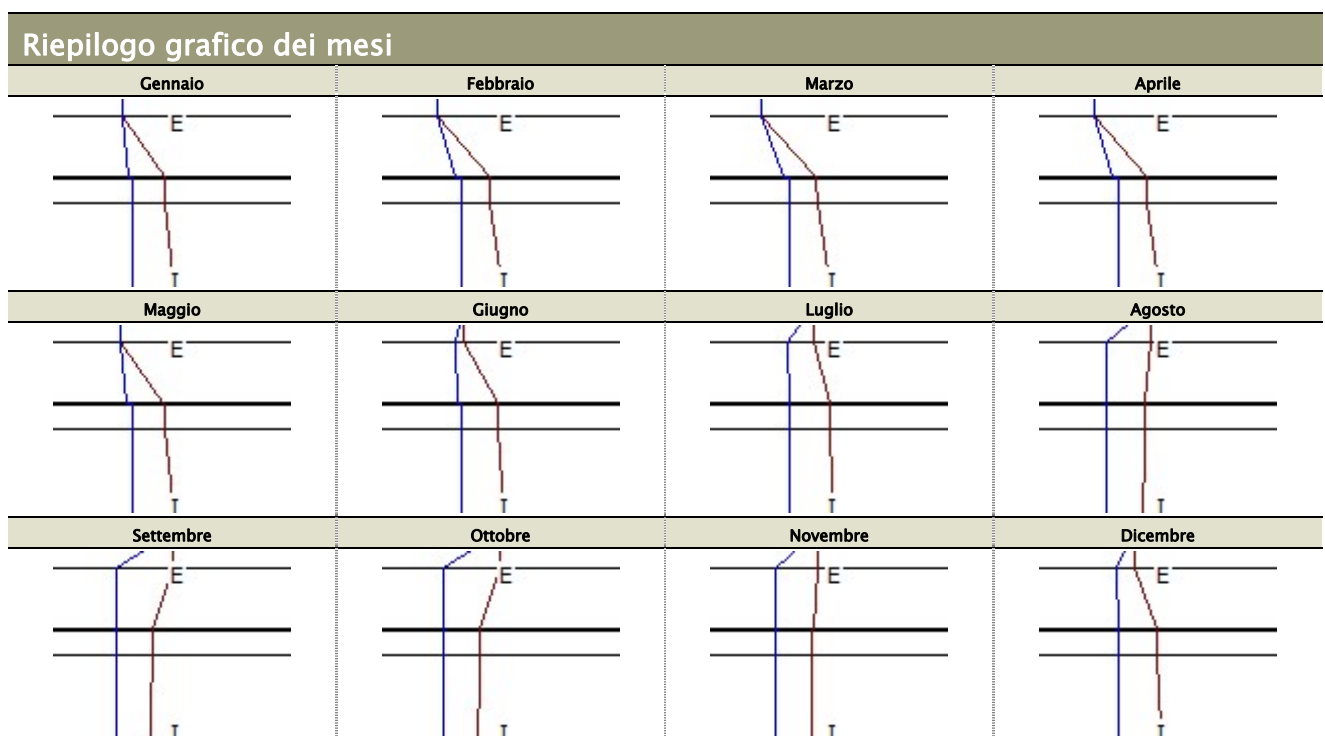 Riepilogo grafico dei mesi
Gennaio Febbraio Marzo Aprile
E E E E
I I I I
Maggio Giugno Luglio Agosto
E E E E
I I I I
Settembre Ottobre Novembre Dicembre
E E E E
I I I I